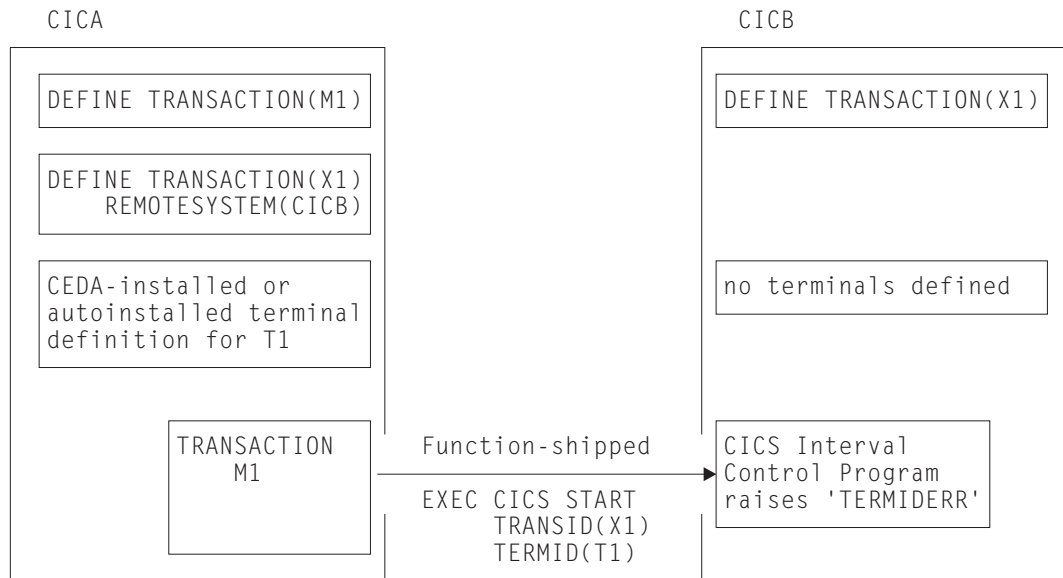 CICA
CICB
DEFINE TRANSACTION(M1)
DEFINE TRANSACTION(X1)
DEFINE TRANSACTION(X1)
REMOTESYSTEM(CICB)
CEDA-installed or
autoinstalled terminal
definition for T1
no terminals defined
TRANSACTION
M1
Function-shipped
EXEC CICS START
TRANSID(X1)
TERMID(T1)
CICS Interval
Control Program
raises 'TERMIDERR'